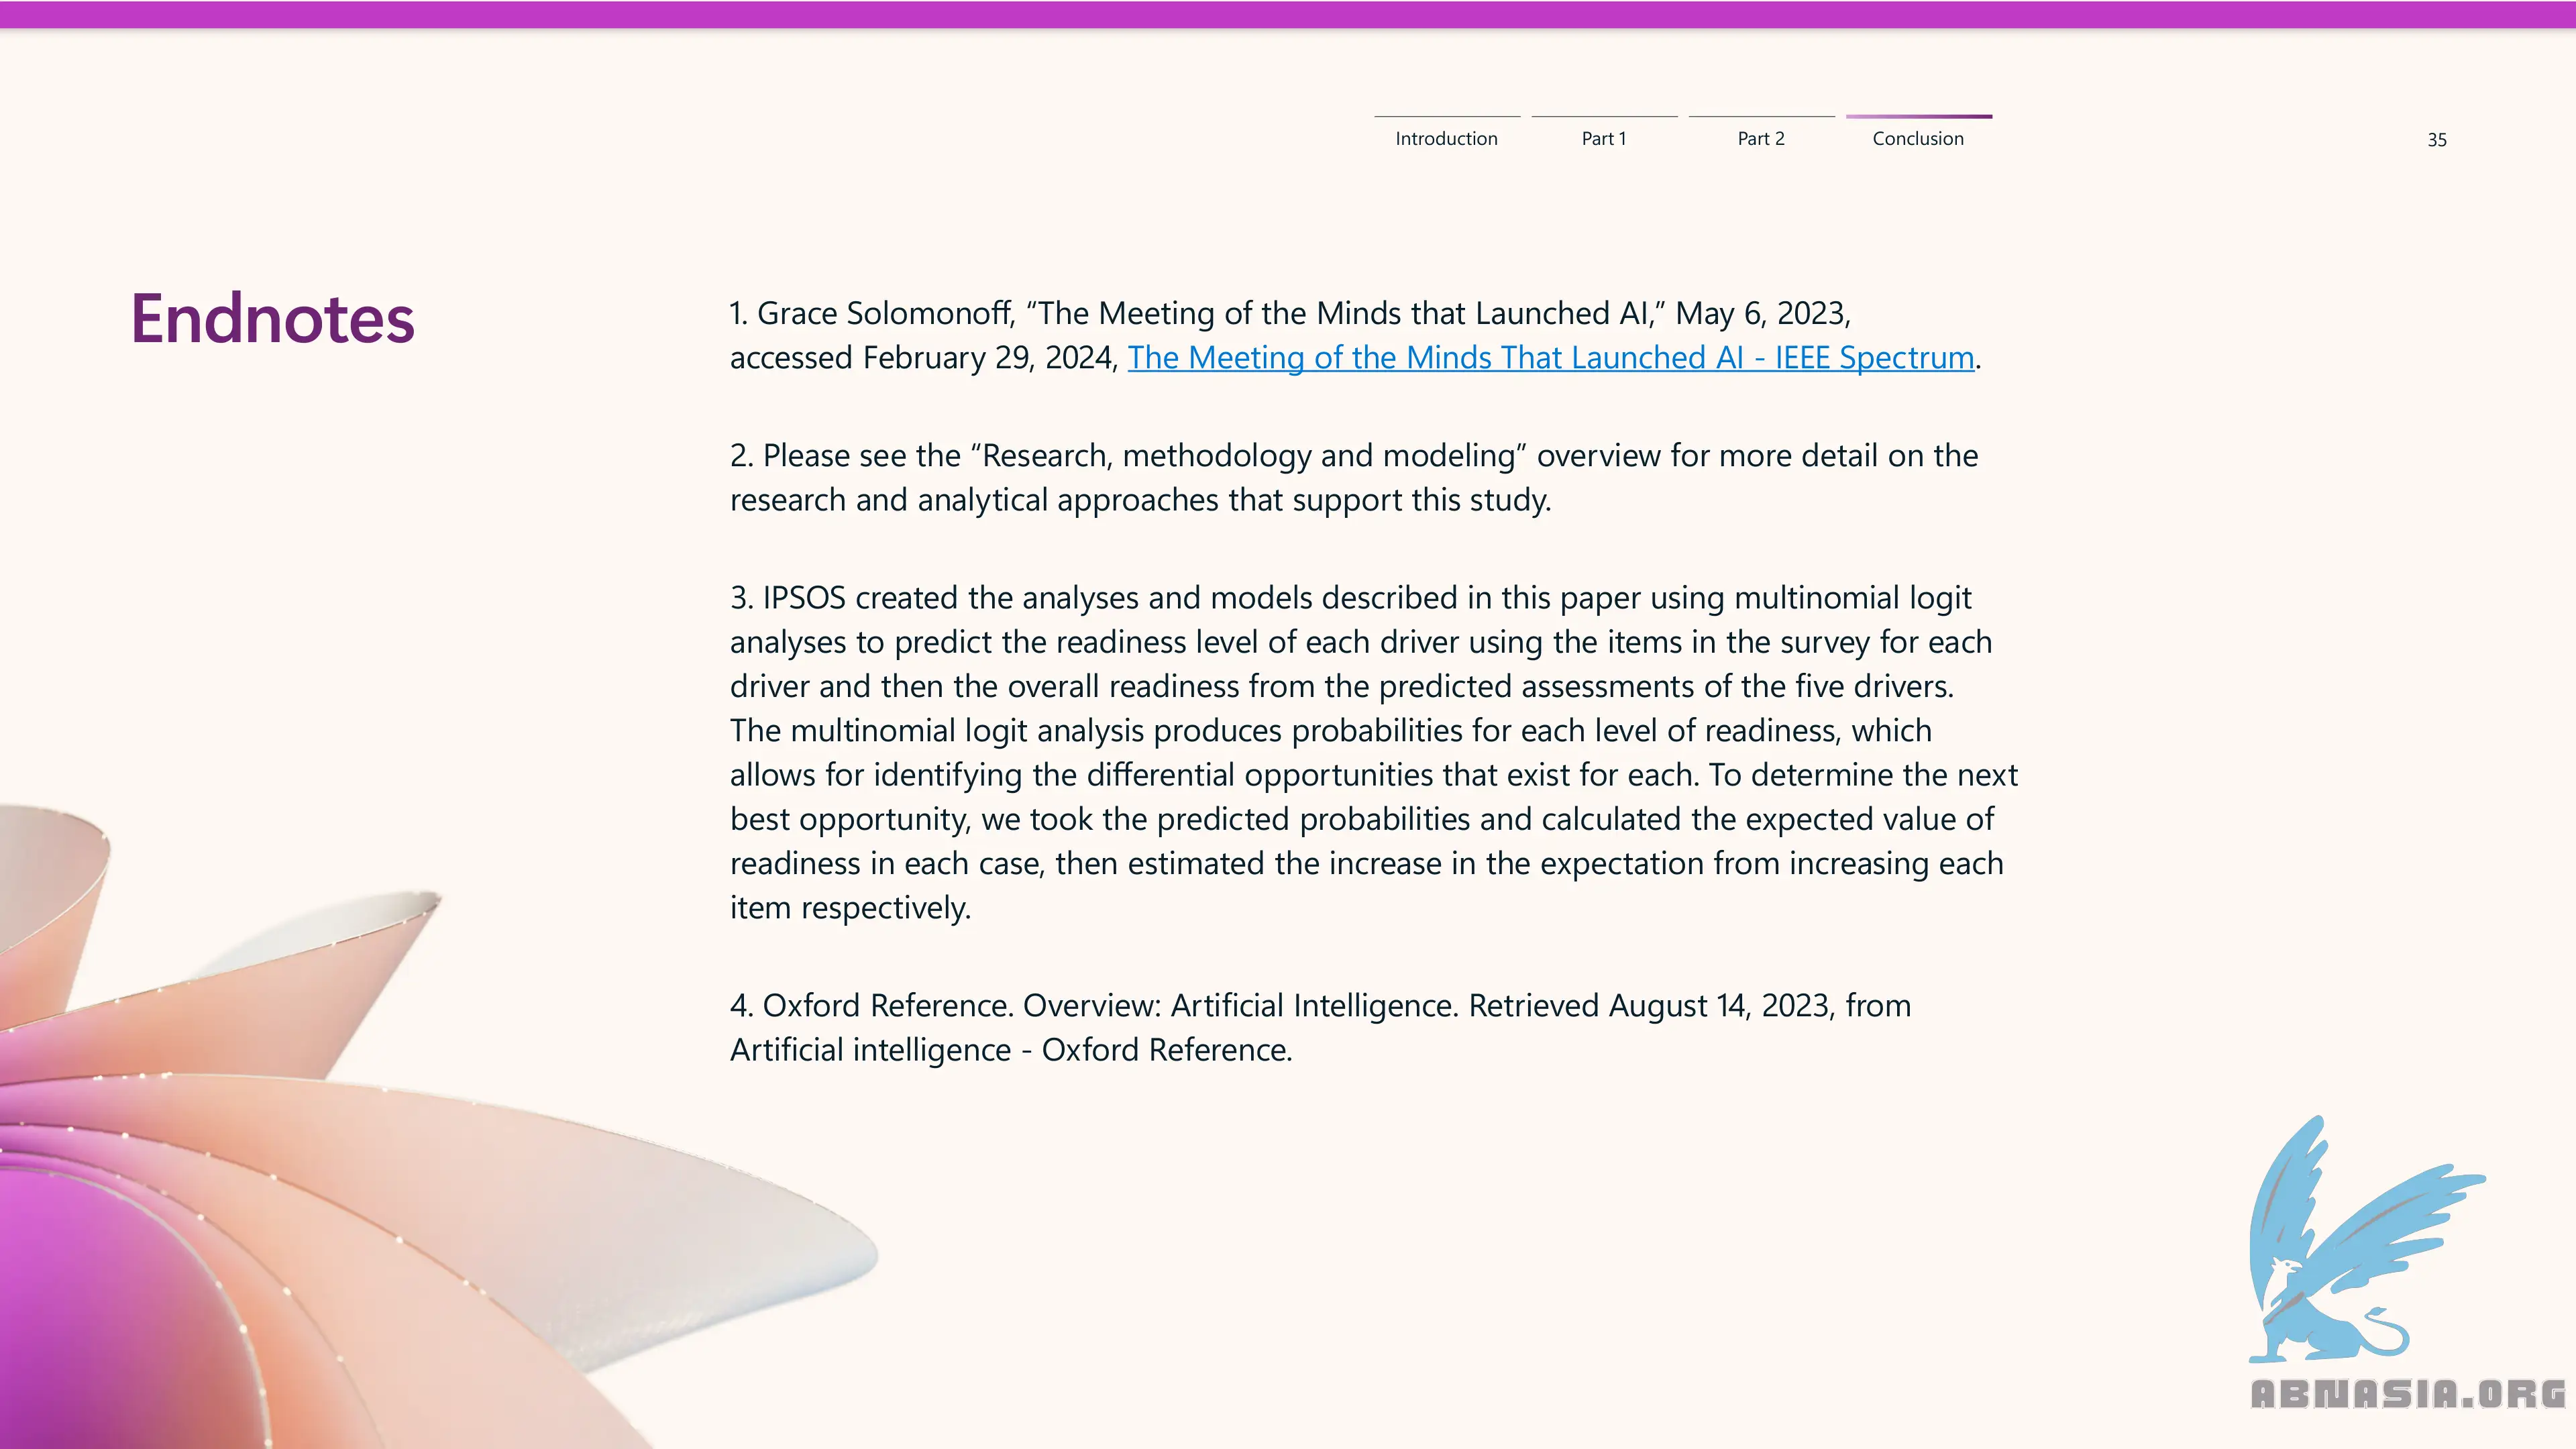 Introduction
Part 1
Part 2
Conclusion
35
Endnotes
1. Grace Solomonoff, “The Meeting of the Minds that Launched AI,” May 6, 2023,
accessed February 29, 2024, The Meeting of the Minds That Launched AI - IEEE Spectrum.
2. Please see the “Research, methodology and modeling” overview for more detail on the
research and analytical approaches that support this study.
3. IPSOS created the analyses and models described in this paper using multinomial logit
analyses to predict the readiness level of each driver using the items in the survey for each
driver and then the overall readiness from the predicted assessments of the five drivers.
The multinomial logit analysis produces probabilities for each level of readiness, which
allows for identifying the differential opportunities that exist for each. To determine the next
best opportunity, we took the predicted probabilities and calculated the expected value of
readiness in each case, then estimated the increase in the expectation from increasing each
item respectively.
4. Oxford Reference. Overview: Artificial Intelligence. Retrieved August 14, 2023, from
Artificial intelligence - Oxford Reference.
ABNASIA.ORG